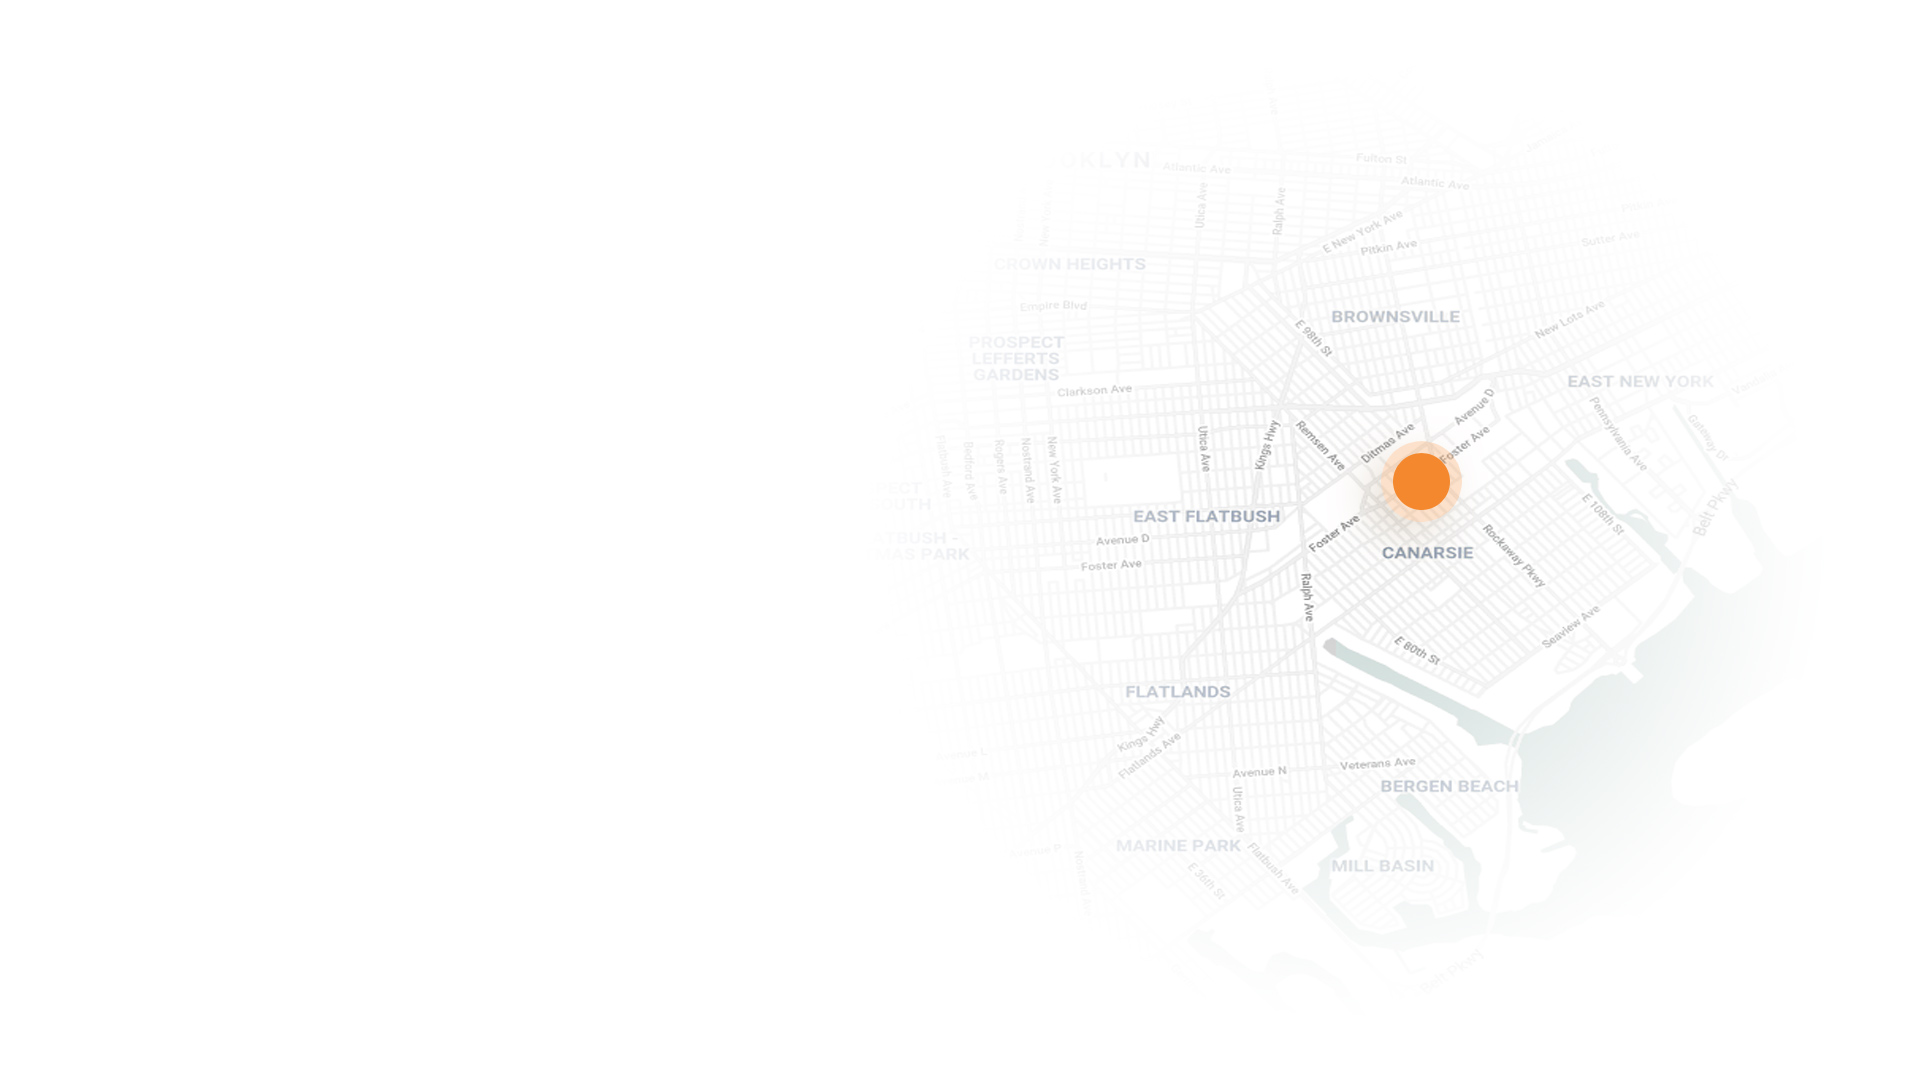 OKLYN
Atlantic Ave
Fulton St
Atlantic Ave
Utica Ave
Ralph Ave
E New York Ave
Pitkin Ave
Sutter Ave
CROWN HEIGHTS
Empire Blvd
BROWNSVILLE
New Lots Ave
E 98th St
PROSPECT
LEFFERTS
GARDENS
Clarkson Ave
EAST NEW YORK
Avenue D
Pennsylvania Ave
Gateway Dr
Flatbush Ave
Bedford Ave
Rogers Ave
Nostrand Ave
New York Ave
Utica Ave
Kings Hwy
Remsen Ave
Ditmas Ave
Foster Ave
PECT
E 108th St
Belt Pkwy
EAST FLATBUSH
Foster Ave
Rockaway Pkwy
ATBUSH -
MAS PARK
Avenue D
CANARSIE
Foster Ave
Ralph Ave
Seaview Ave
E 80th St
FLATLANDS
Kings Hwy
Flatlands Ave
Avenue L
Avenue M
Avenue N
Veterans Ave
BERGEN BEACH
Utica Ave
MARINE PARK
Flatbush Ave
MILL BASIN
E 36th St
Pkwy